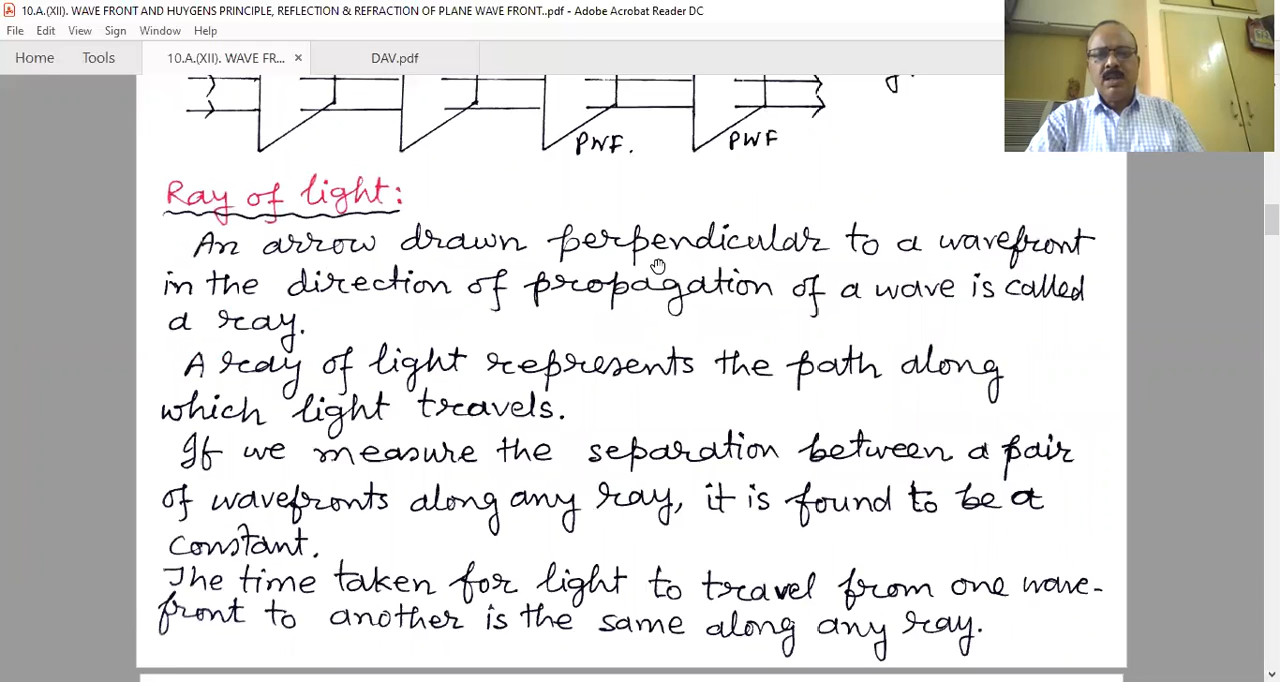 10.A.(XII). WAVE FRONT AND HUYGENS PRINCIPLE, REFLECTION & REFRACTION OF PLANE WAVE FRONT..pdf - Adobe Acrobat Reader DC
File Edit View Sign Window Help
Home Tools 10.A.(XII). WAVE FR... × DAV.pdf
PWF. PWF
Ray of light:
An arrow drawn perpendicular to a wavefront
in the direction of propagation of a wave is called
a ray.
A ray of light represents the path along
which light travels.
If we measure the separation between a pair
of wavefronts along any ray, it is found to be a
constant.
The time taken for light to travel from one wave-
front to another is the same along any ray.